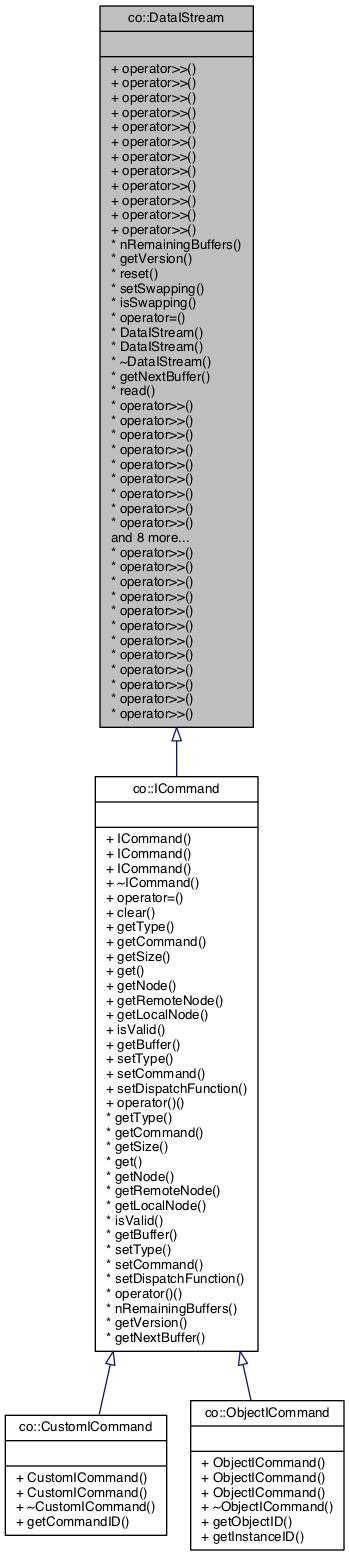 co::DataIStream
+ operator>>()
+ operator>>()
+ operator>>()
+ operator>>()
+ operator>>()
+ operator>>()
+ operator>>()
+ operator>>()
+ operator>>()
+ operator>>()
+ operator>>()
+ operator>>()
* nRemainingBuffers()
* getVersion()
* reset()
* setSwapping()
* isSwapping()
* operator=()
* DataIStream()
* DataIStream()
* ~DataIStream()
* getNextBuffer()
* read()
* operator>>()
* operator>>()
* operator>>()
* operator>>()
* operator>>()
* operator>>()
* operator>>()
* operator>>()
* operator>>()
and 8 more...
* operator>>()
* operator>>()
* operator>>()
* operator>>()
* operator>>()
* operator>>()
* operator>>()
* operator>>()
* operator>>()
* operator>>()
* operator>>()
* operator>>()
co::ICommand
+ ICommand()
+ ICommand()
+ ICommand()
+ ~ICommand()
+ operator=()
+ clear()
+ getType()
+ getCommand()
+ getSize()
+ get()
+ getNode()
+ getRemoteNode()
+ getLocalNode()
+ isValid()
+ getBuffer()
+ setType()
+ setCommand()
+ setDispatchFunction()
+ operator()()
* getType()
* getCommand()
* getSize()
* get()
* getNode()
* getRemoteNode()
* getLocalNode()
* isValid()
* getBuffer()
* setType()
* setCommand()
* setDispatchFunction()
* operator()()
* nRemainingBuffers()
* getVersion()
* getNextBuffer()
co::CustomICommand
+ CustomICommand()
+ CustomICommand()
+ ~CustomICommand()
+ getCommandID()
co::ObjectICommand
+ ObjectICommand()
+ ObjectICommand()
+ ObjectICommand()
+ ~ObjectICommand()
+ getObjectID()
+ getInstanceID()